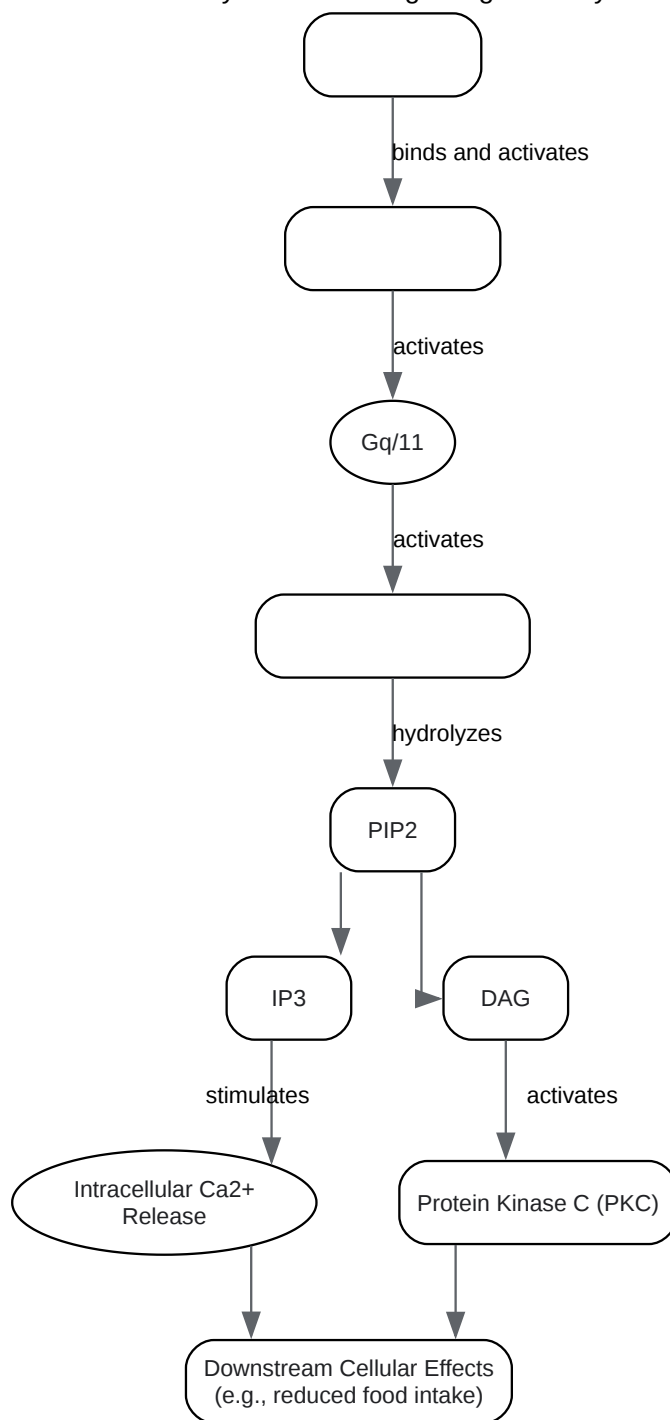 binds and activates
activates
Gq/11
activates
hydrolyzes
PIP2
IP3
DAG
stimulates
activates
Intracellular Ca2+
Release
Protein Kinase C (PKC)
Downstream Cellular Effects
(e.g., reduced food intake)